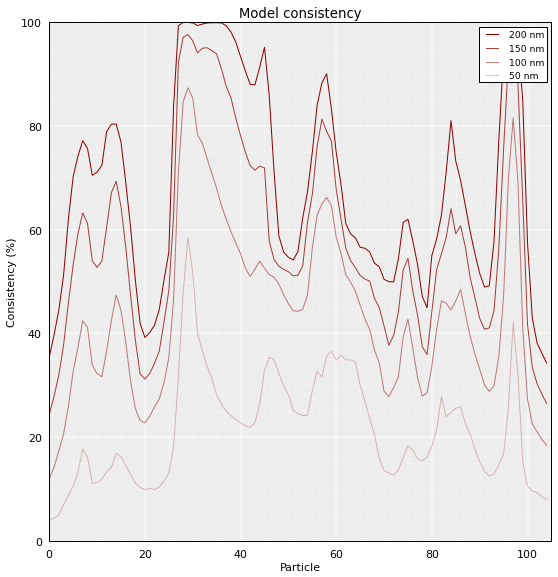 Model consistency
200 nm
150 nm
100 nm
50 nm
Consistency (%)
100
80
60
40
20
0
0 20 40 60 80 100
Particle